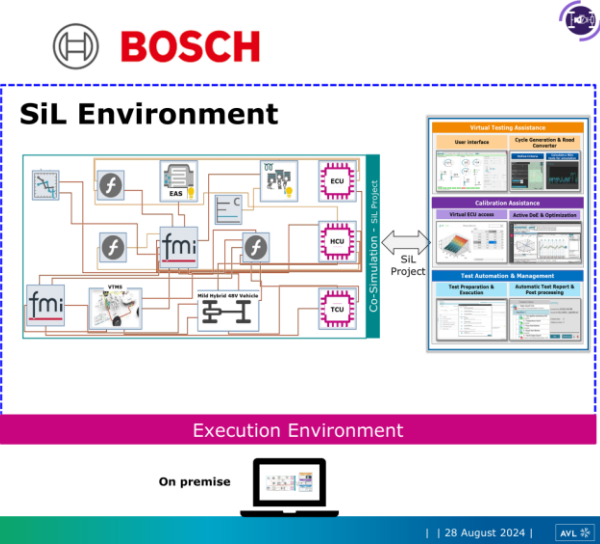 BOSCH
SiL Environment
Virtual Testing Assistance
User interface
Cycle Generation & Road
Converter
EAS
ECU
C
Calibration Assistance
Virtual ECU access
Active DoE & Optimization
fmi
HCU
Co-Simulation - SiL Project
SiL
Project
Test Automation & Management
Test Preparation &
Execution
Automatic Test Report &
Post processing
VTMS
fmi
Mild Hybrid 48V Vehicle
TCU
Execution Environment
On premise
| | 28 August 2024 |
AVL